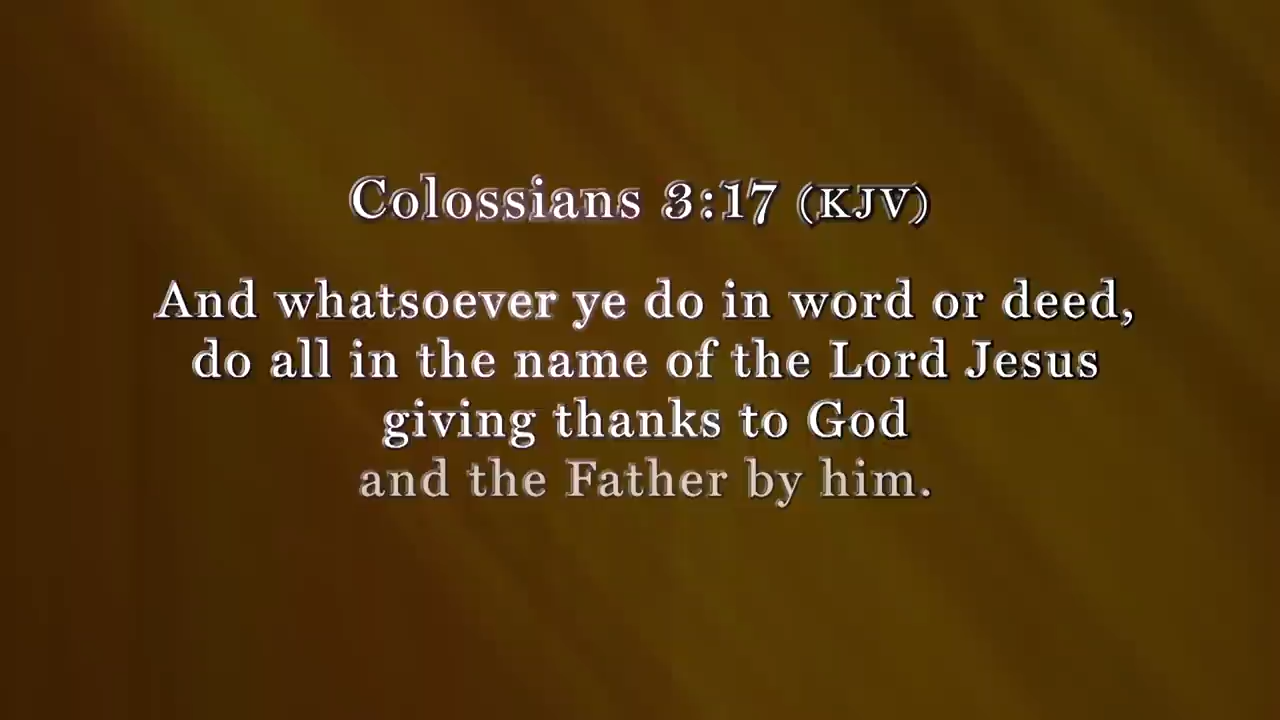 Colossians 3:17 (KJV)
And whatsoever ye do in word or deed,
do all in the name of the Lord Jesus
giving thanks to God
and the Father by him.